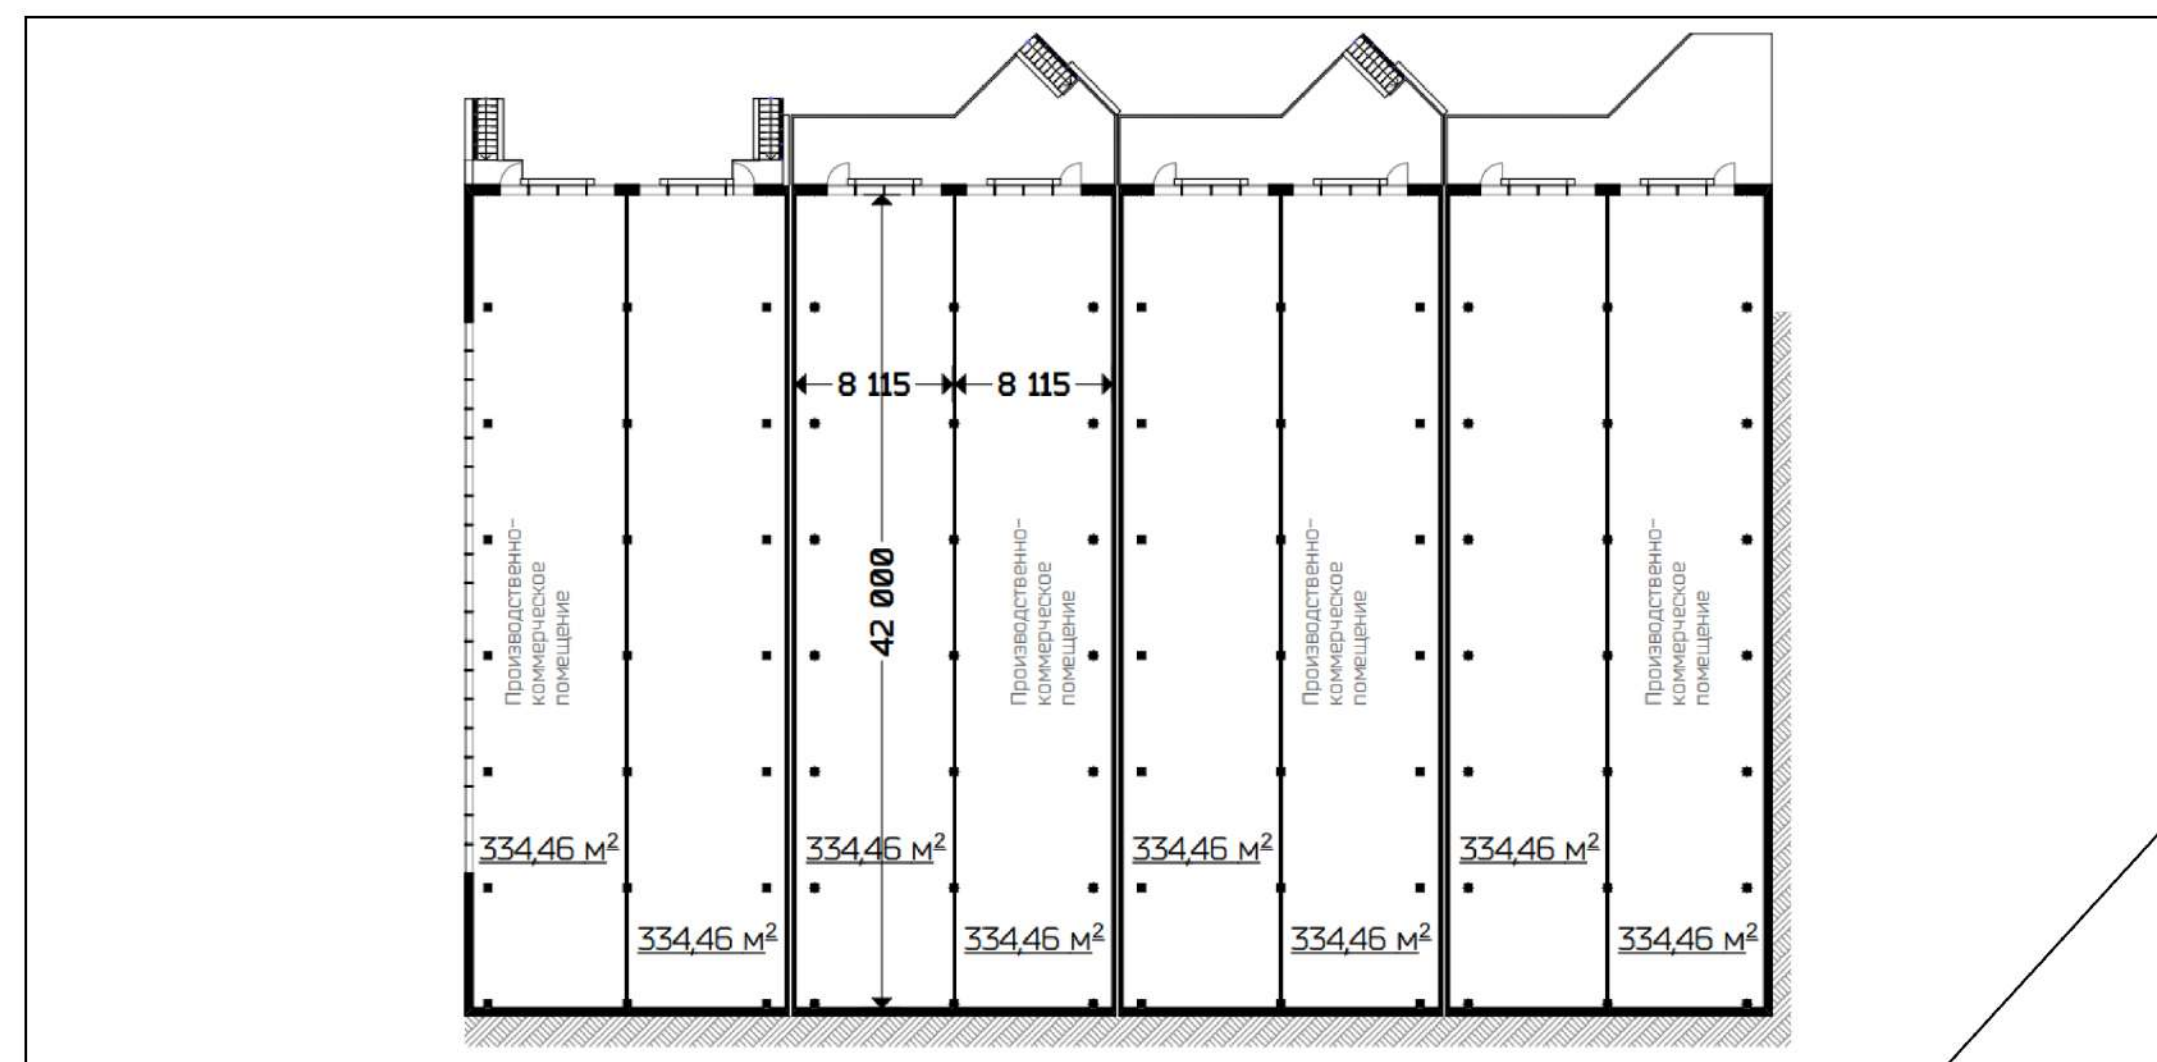 8 115
8 115
42 000
Производственно-
коммерческое
помещение
Производственно-
коммерческое
помещение
Производственно-
коммерческое
помещение
Производственно-
коммерческое
помещение
334,46 м²
334,46 м²
334,46 м²
334,46 м²
334,46 м²
334,46 м²
334,46 м²
334,46 м²